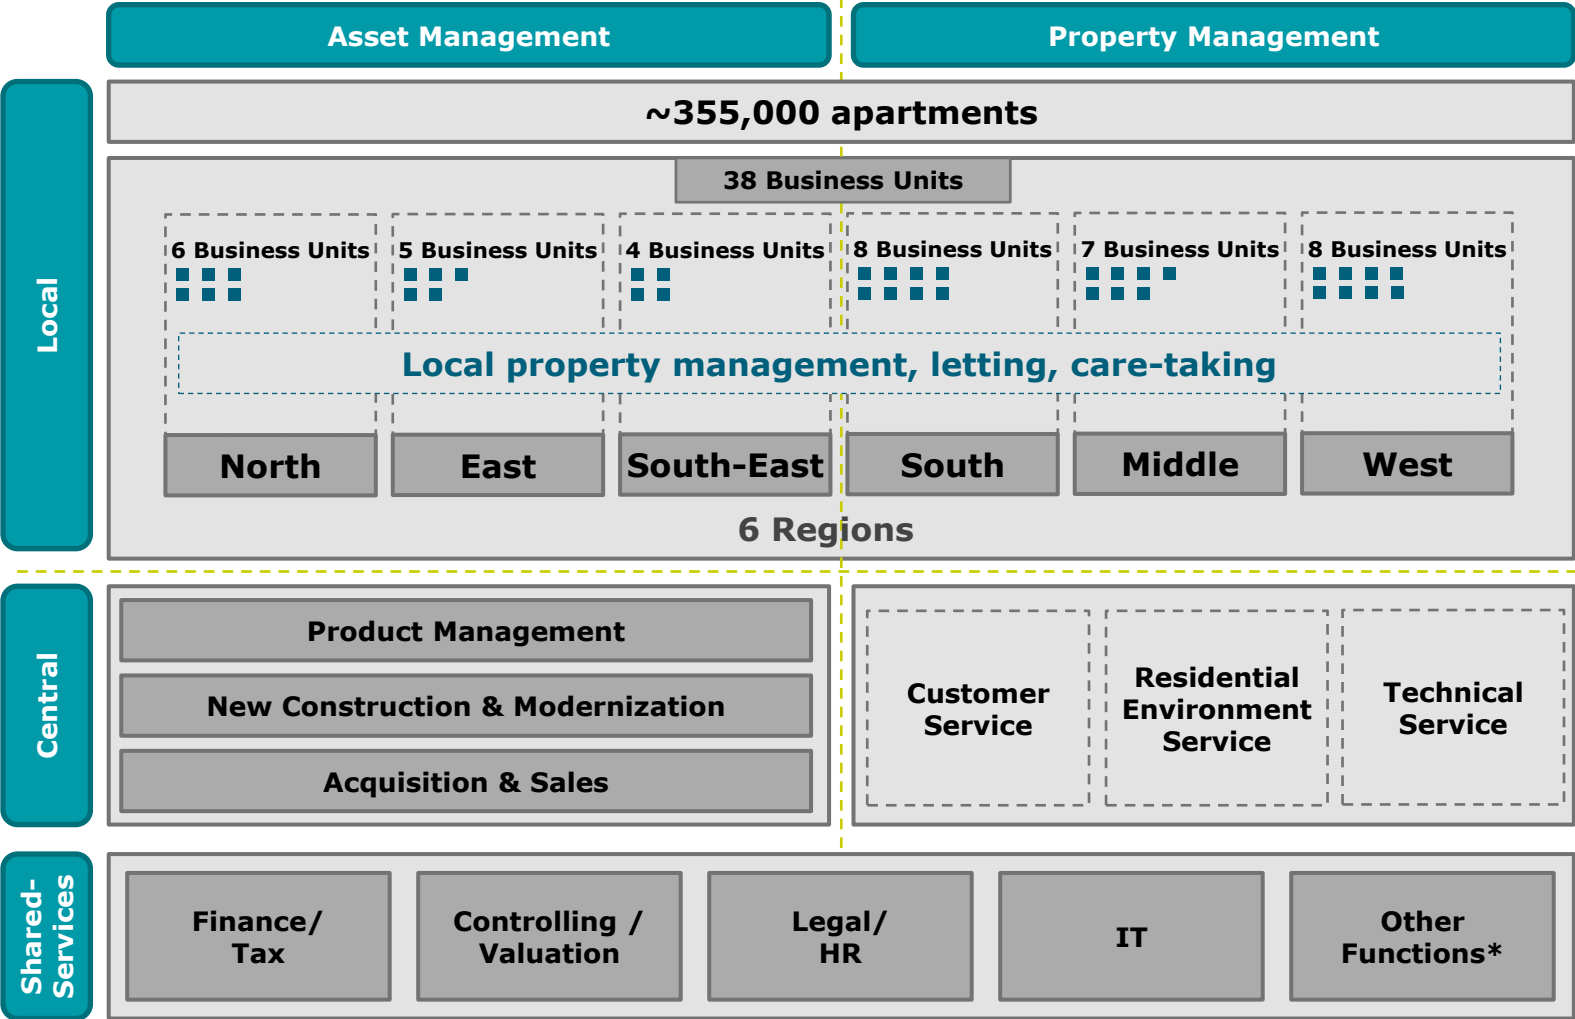 Asset Management
Property Management
Local
~355,000 apartments
38 Business Units
6 Business Units
5 Business Units
4 Business Units
8 Business Units
7 Business Units
8 Business Units
Local property management, letting, care-taking
North
East
South-East
South
Middle
West
6 Regions
Central
Product Management
New Construction & Modernization
Acquisition & Sales
Customer
Service
Residential
Environment
Service
Technical
Service
Shared-
Services
Finance/
Tax
Controlling /
Valuation
Legal/
HR
IT
Other
Functions*